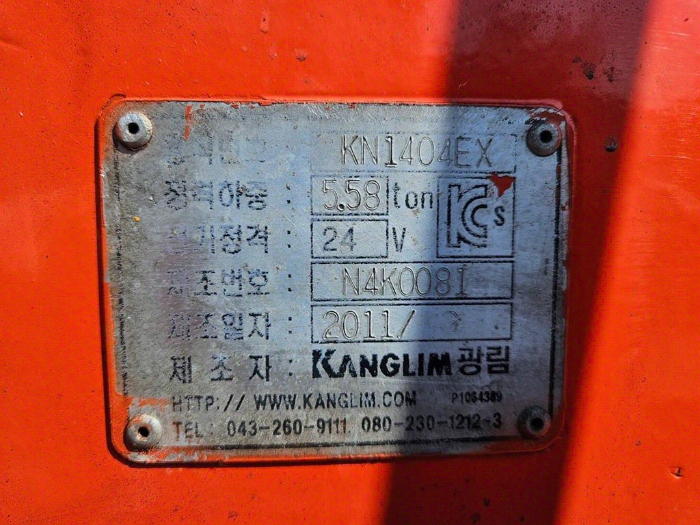 KN1404EX
정격하중 : 5.58 ton
전기정격 : 24 V KCs
제조번호 : N4K0081
제조일자 : 2011/
제 조 자 : KANGLIM 광림
HTTP:// WWW.KANGLIM.COM P1064389
TEL : 043-260-9111, 080-230-1212~3